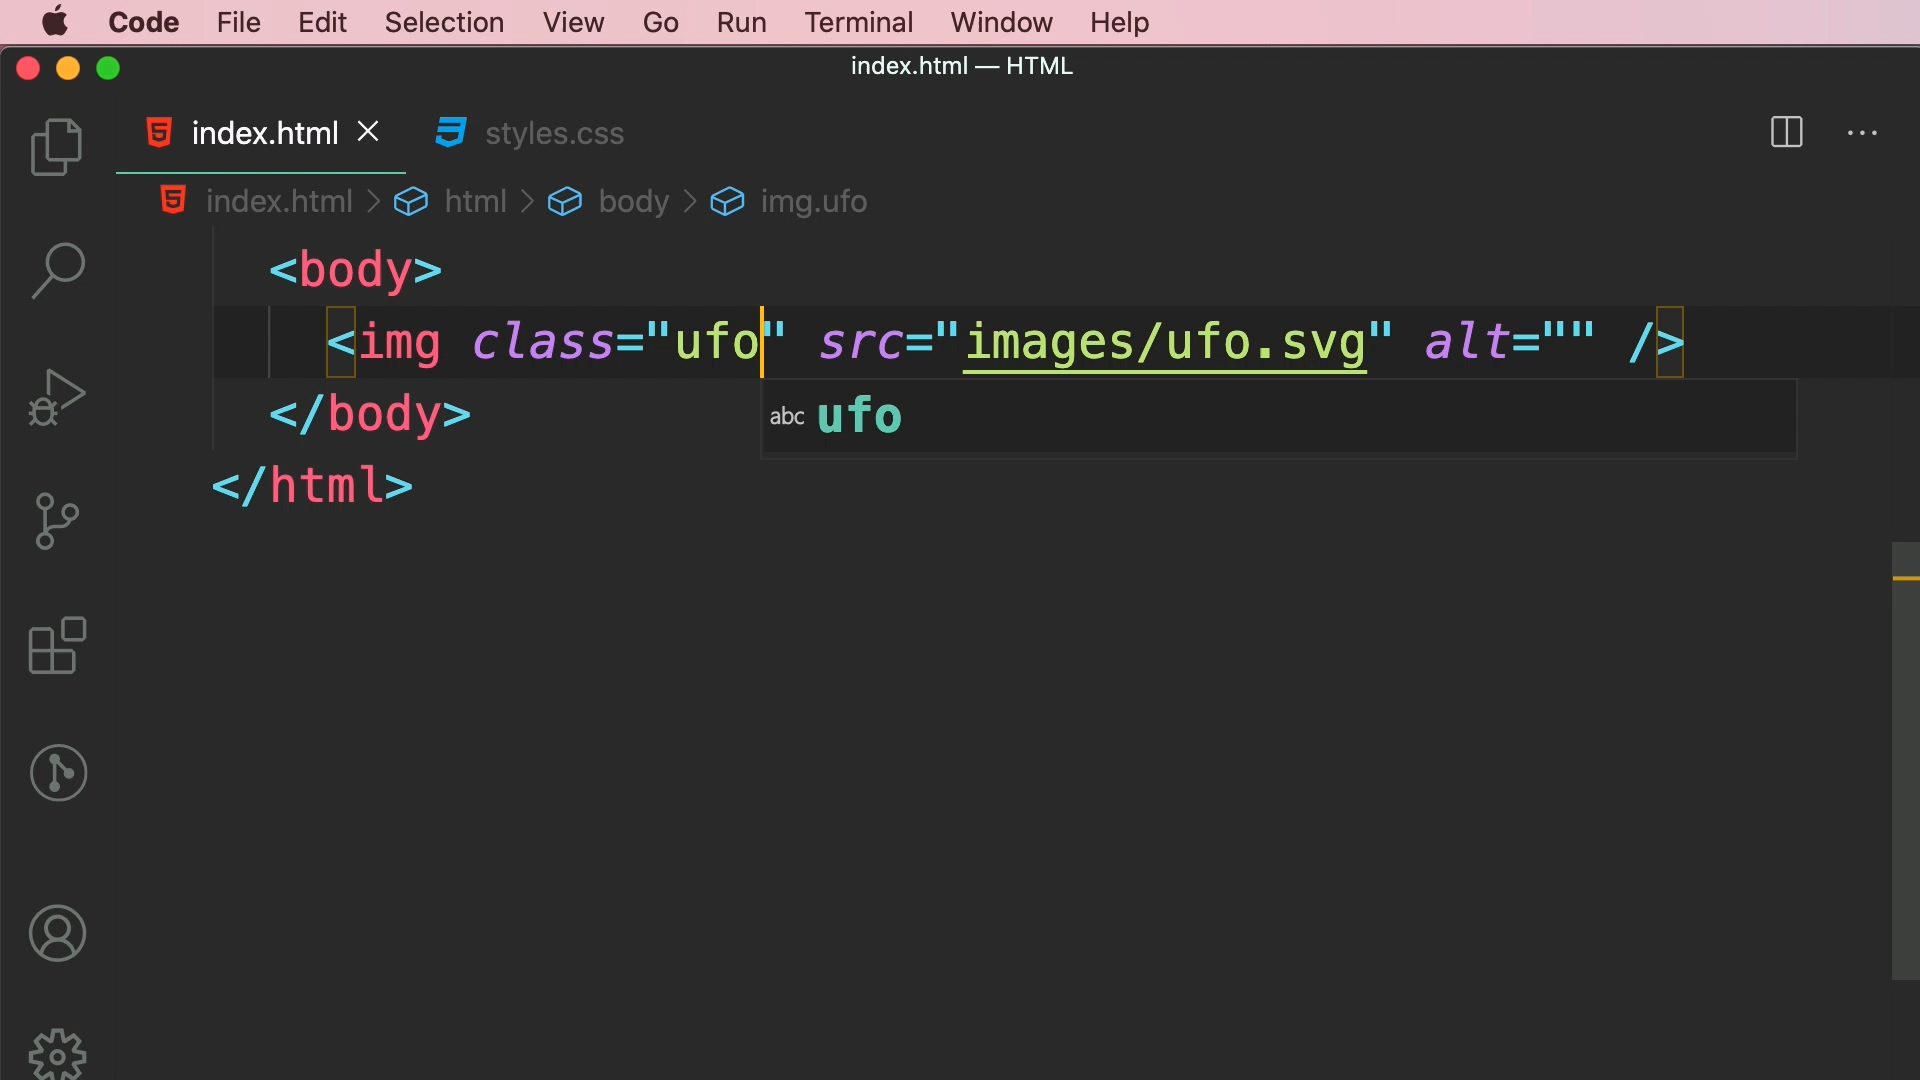 Code File Edit Selection View Go Run Terminal Window Help
index.html — HTML
index.html styles.css
index.html > html > body > img.ufo
<body>
<img class="ufo" src="images/ufo.svg" alt="" />
abc ufo
</body>
</html>